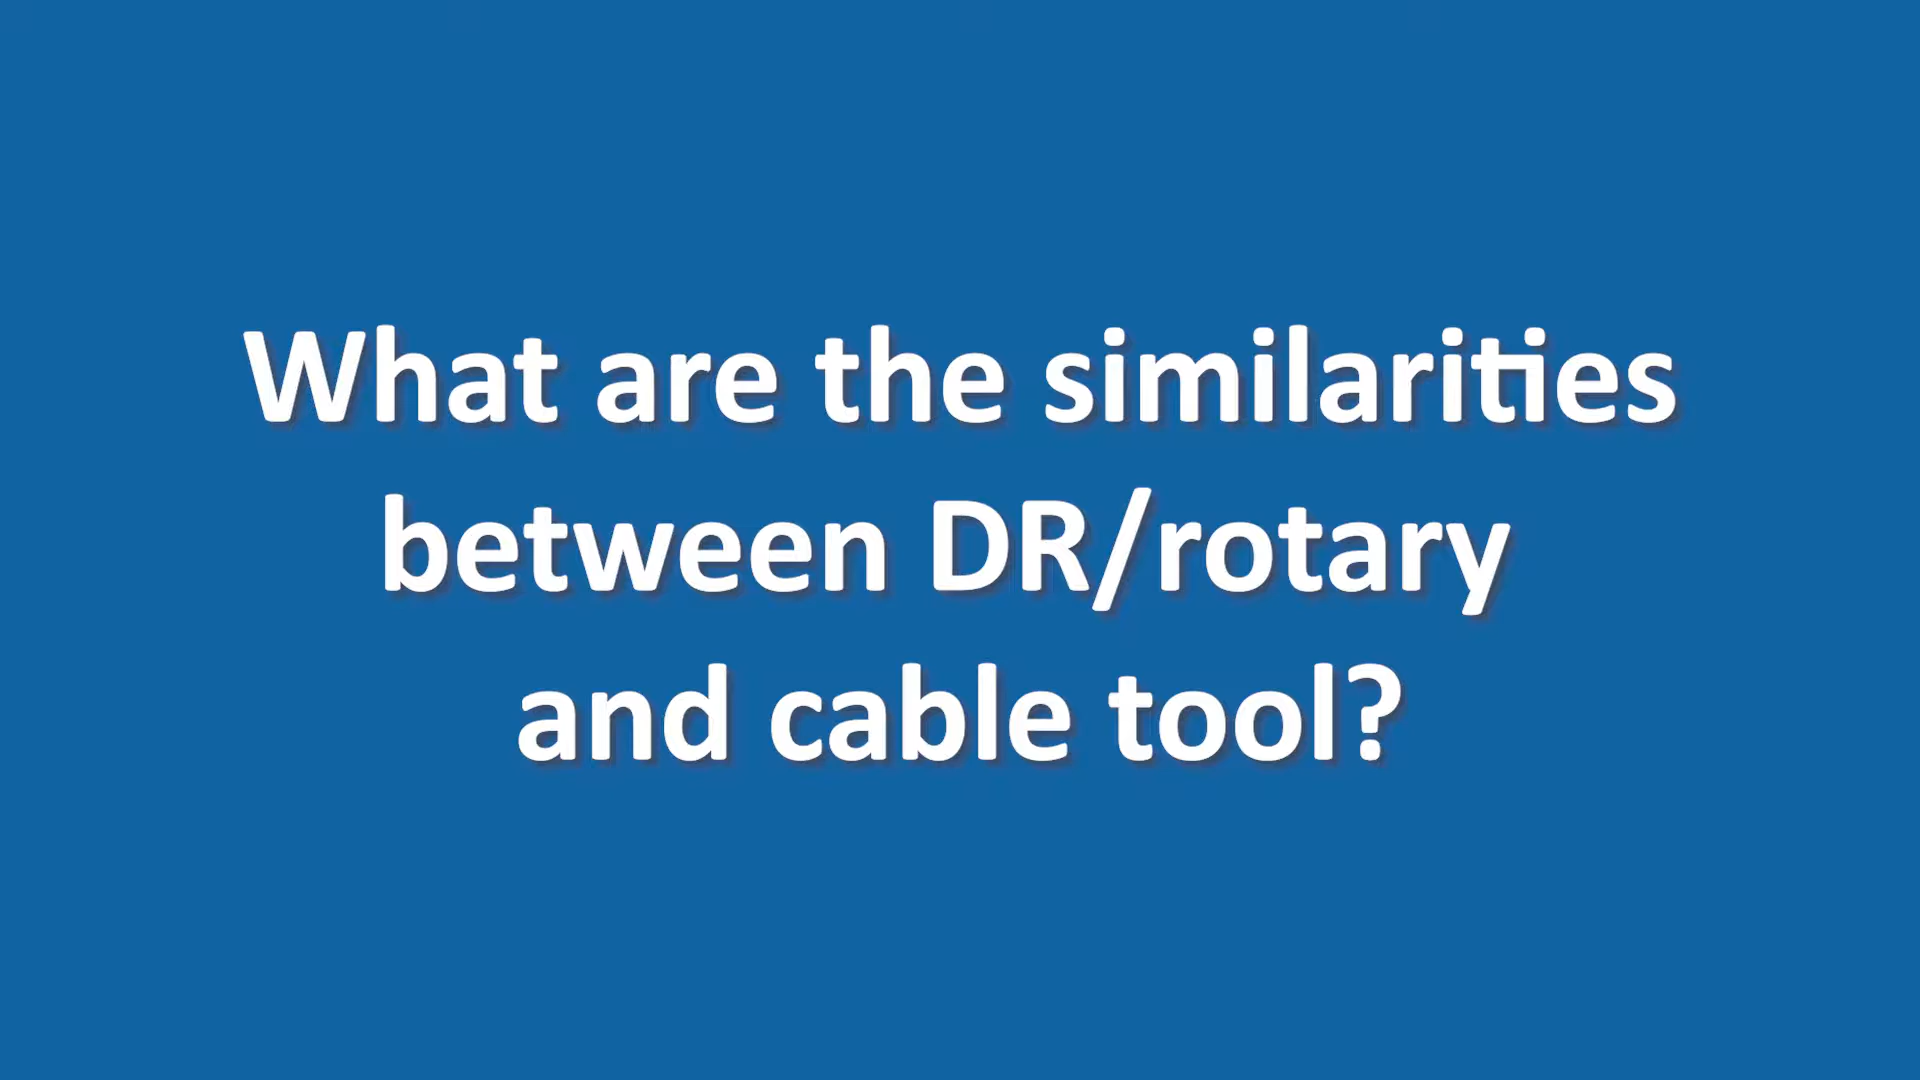 What are the similarities
between DR/rotary
and cable tool?